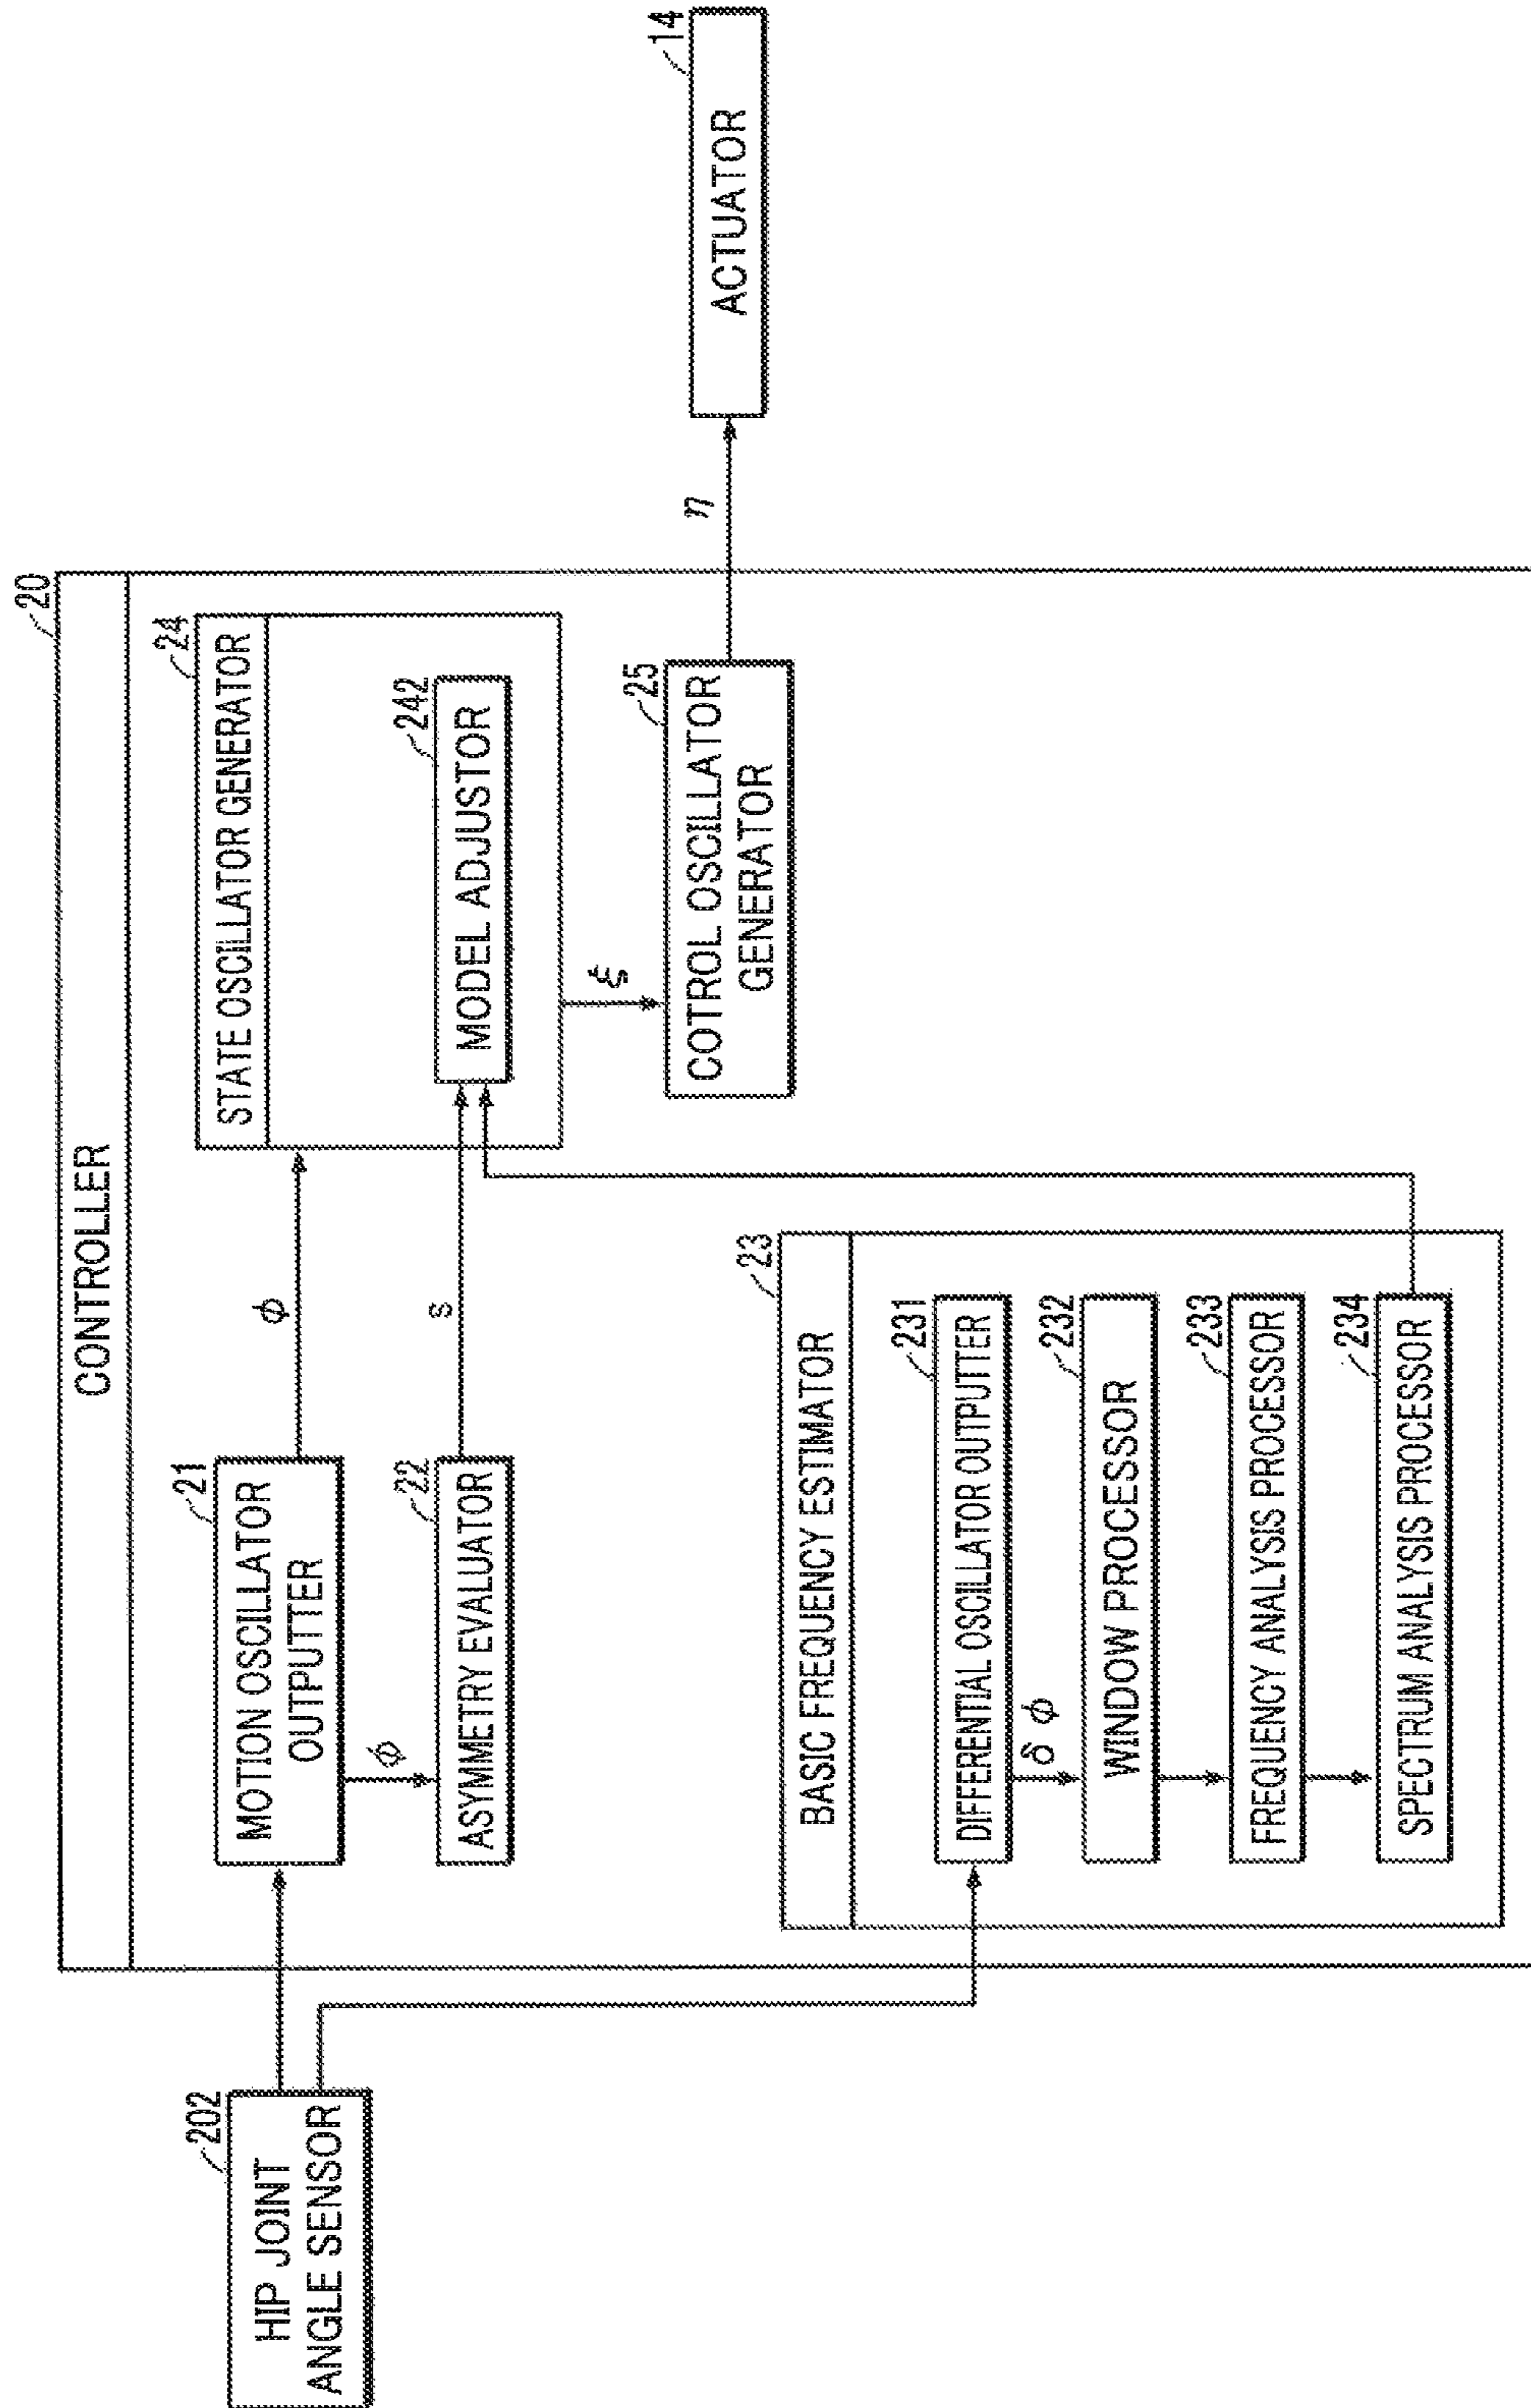 20
CONTROLLER
202
HIP JOINT
ANGLE SENSOR
21
MOTION OSCILLATOR
OUTPUTTER
ϕ
ϕ
22
ASYMMETRY EVALUATOR
s
24
STATE OSCILLATOR GENERATOR
242
MODEL ADJUSTOR
ξ
25
COTROL OSCILLATOR
GENERATOR
η
14
ACTUATOR
23
BASIC FREQUENCY ESTIMATOR
231
DIFFERENTIAL OSCILLATOR OUTPUTTER
δ ϕ
232
WINDOW PROCESSOR
233
FREQUENCY ANALYSIS PROCESSOR
234
SPECTRUM ANALYSIS PROCESSOR